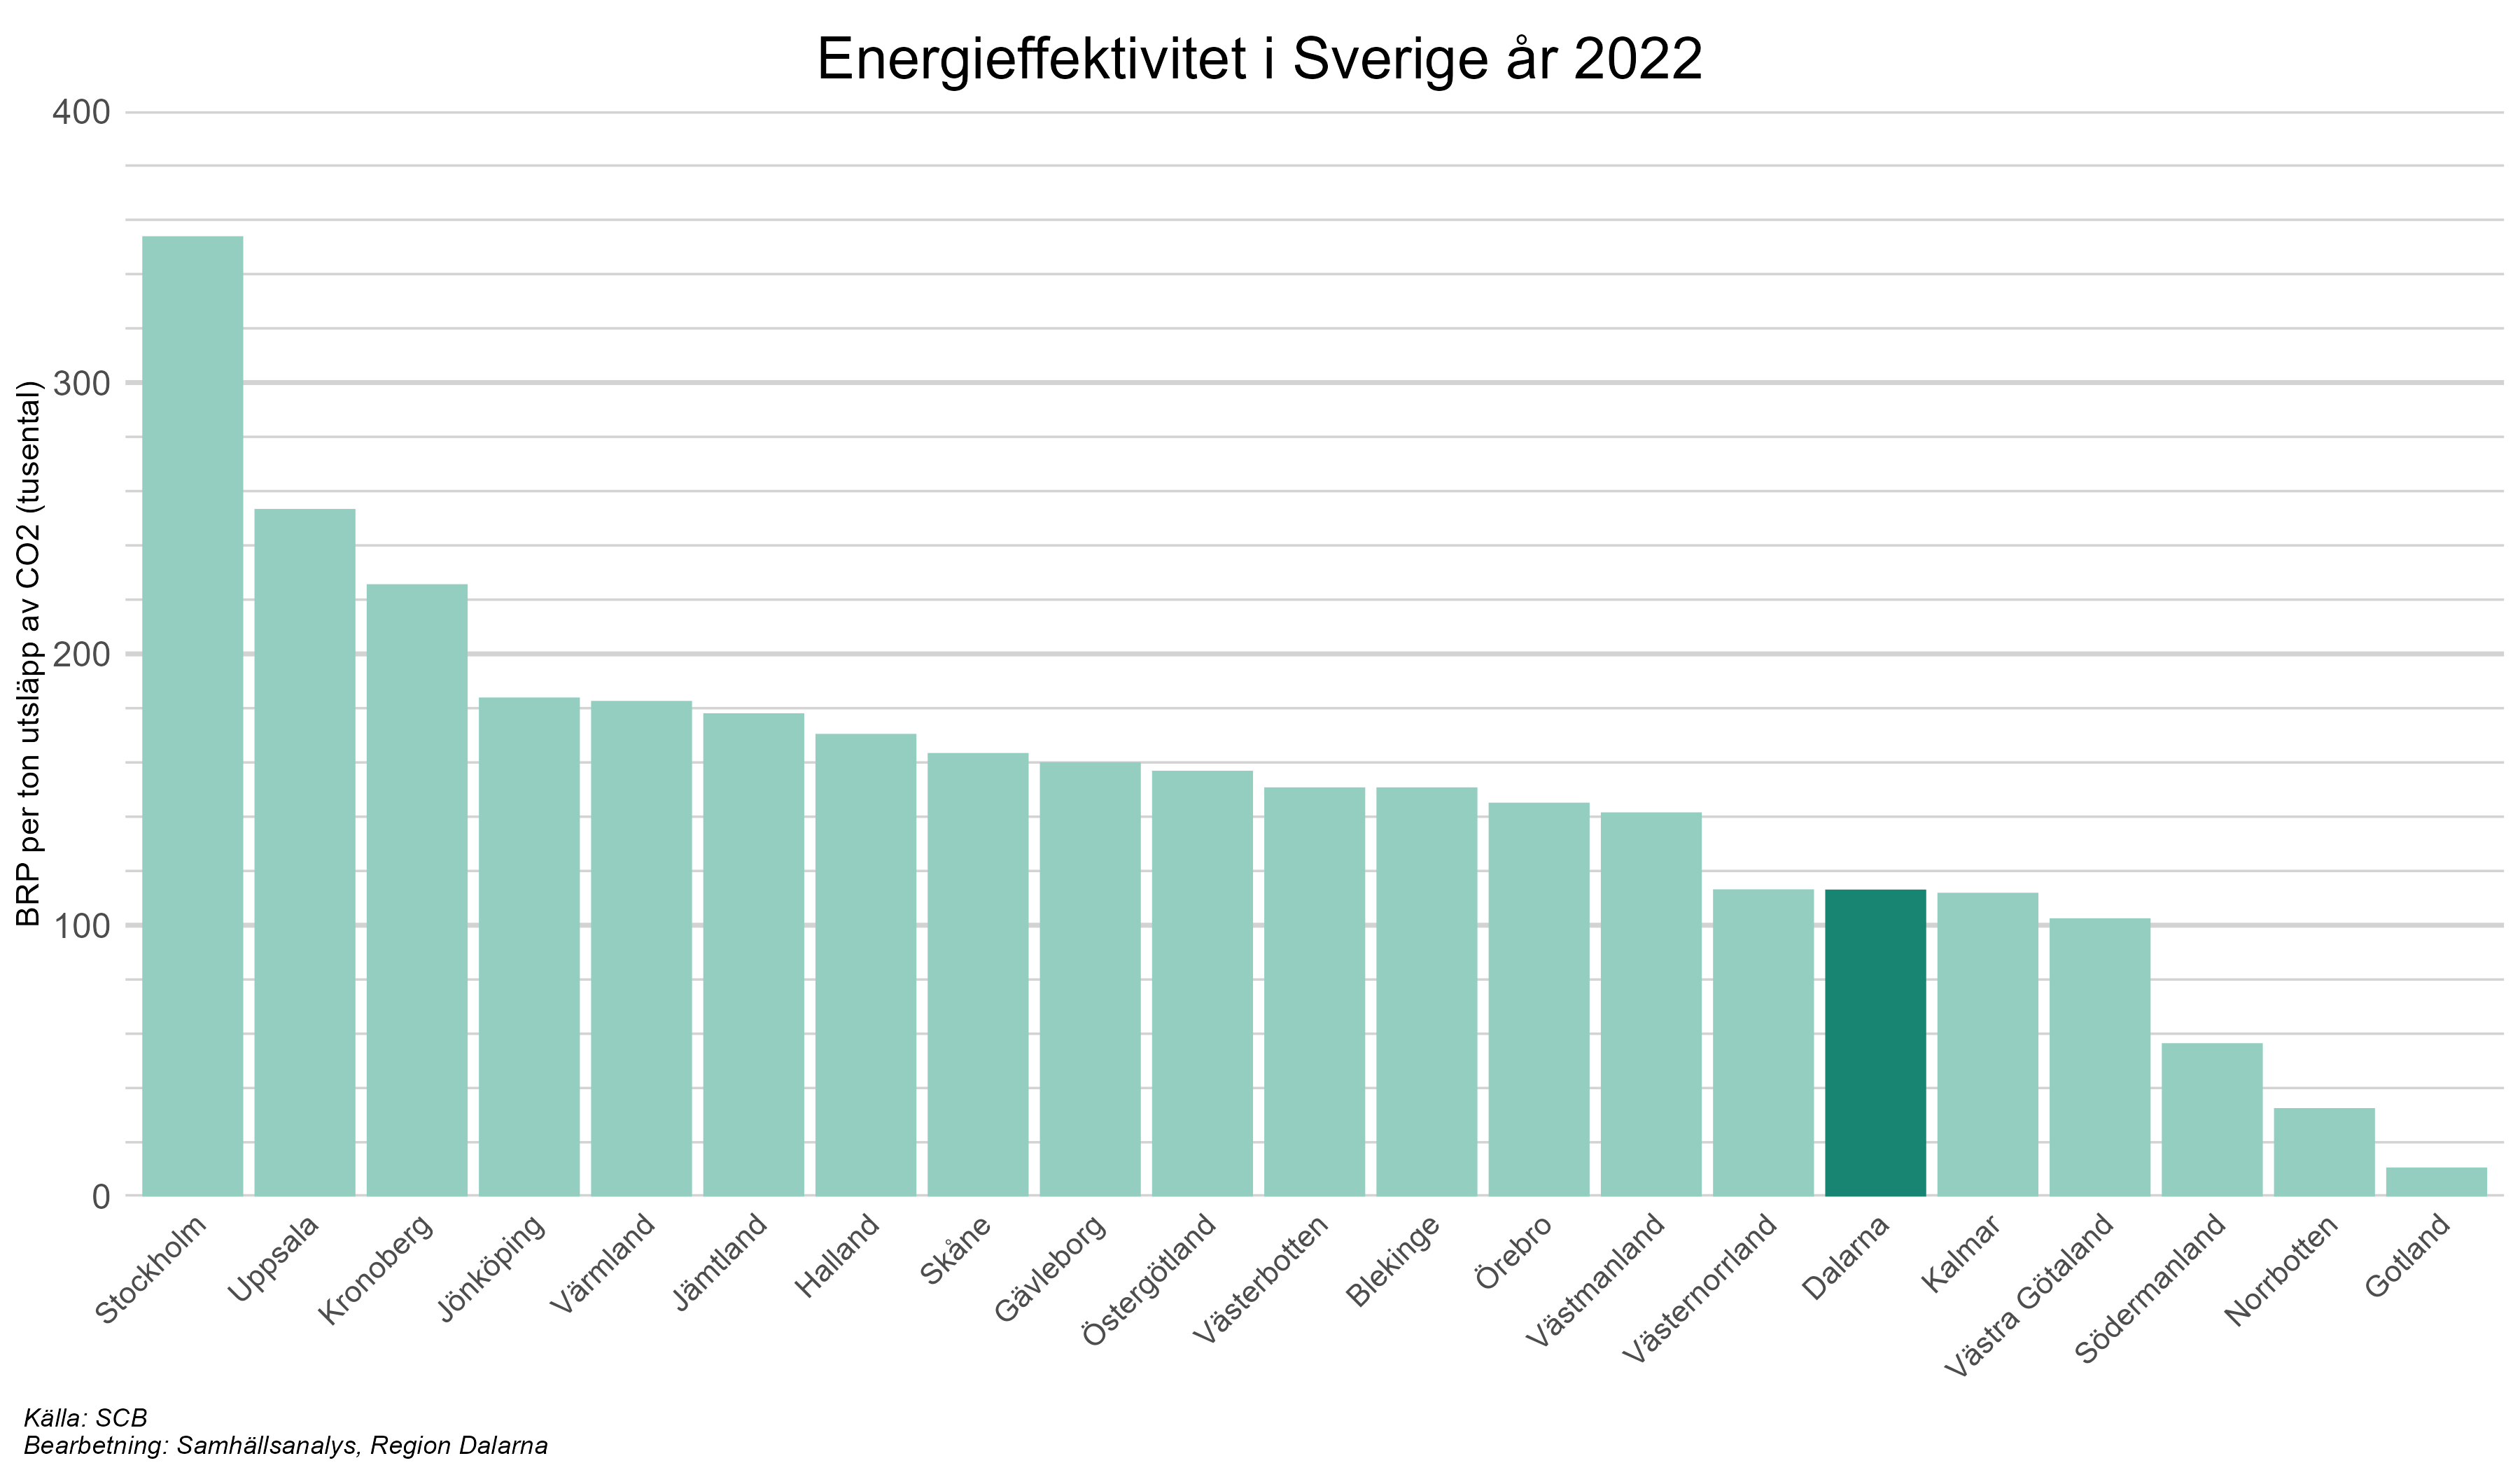 Energieffektivitet i Sverige år 2022
BRP per ton utsläpp av CO2 (tusental)
400
300
200
100
0
Stockholm
Uppsala
Kronoberg
Jönköping
Värmland
Jämtland
Halland
Skåne
Gävleborg
Östergötland
Västerbotten
Blekinge
Örebro
Västmanland
Västernorrland
Dalarna
Kalmar
Västra Götaland
Södermanland
Norrbotten
Gotland
Källa: SCB
Bearbetning: Samhällsanalys, Region Dalarna